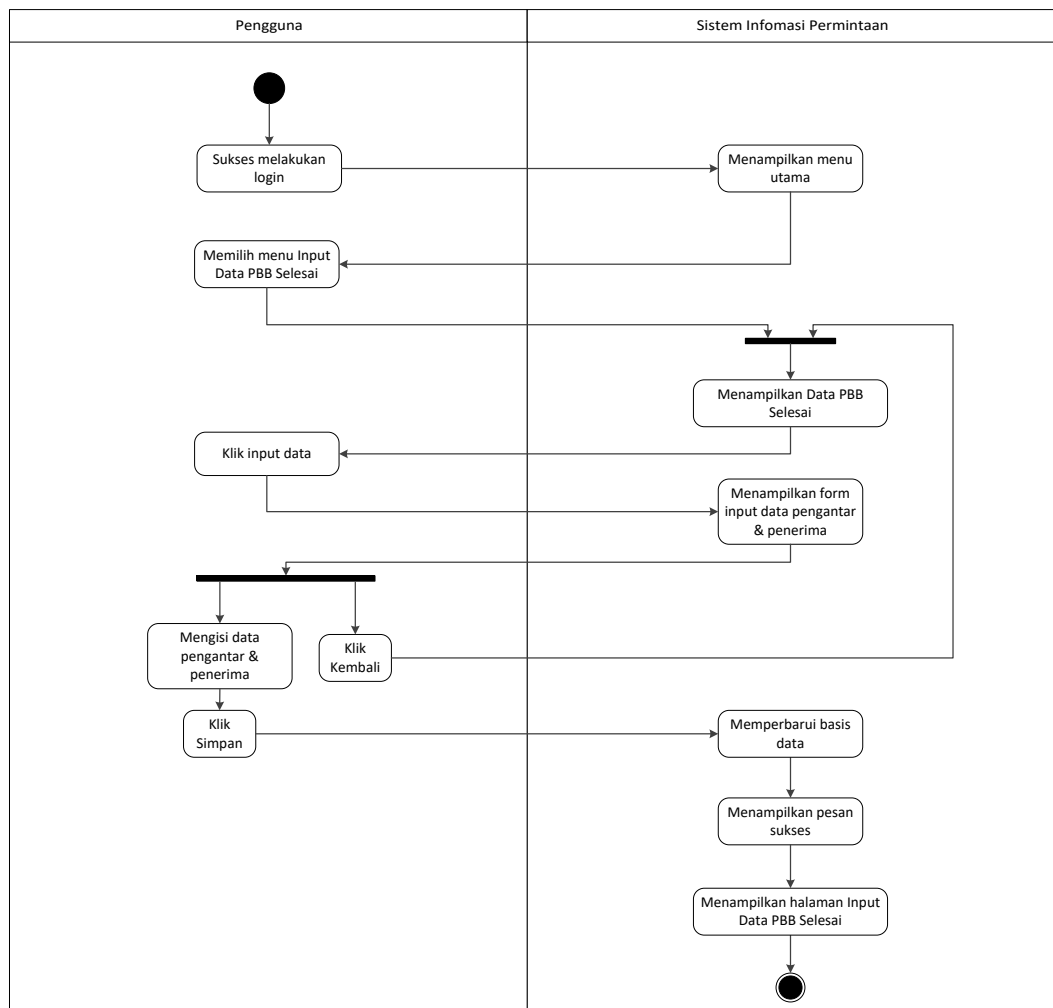 Pengguna
Sistem Infomasi Permintaan
Sukses melakukan
login
Menampilkan menu
utama
Memilih menu Input
Data PBB Selesai
Menampilkan Data PBB
Selesai
Klik input data
Menampilkan form
input data pengantar
& penerima
Mengisi data
pengantar &
penerima
Klik
Kembali
Klik
Simpan
Memperbarui basis
data
Menampilkan pesan
sukses
Menampilkan halaman Input
Data PBB Selesai